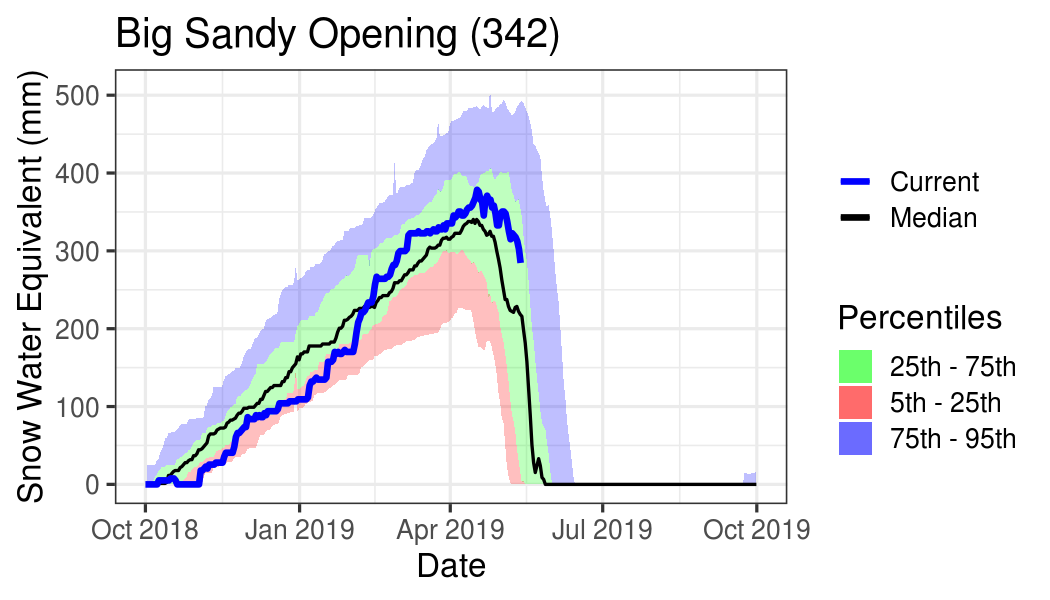 Big Sandy Opening (342)
Snow Water Equivalent (mm)
500
400
300
200
100
0
Oct 2018
Jan 2019
Apr 2019
Jul 2019
Oct 2019
Date
Current
Median
Percentiles
25th - 75th
5th - 25th
75th - 95th